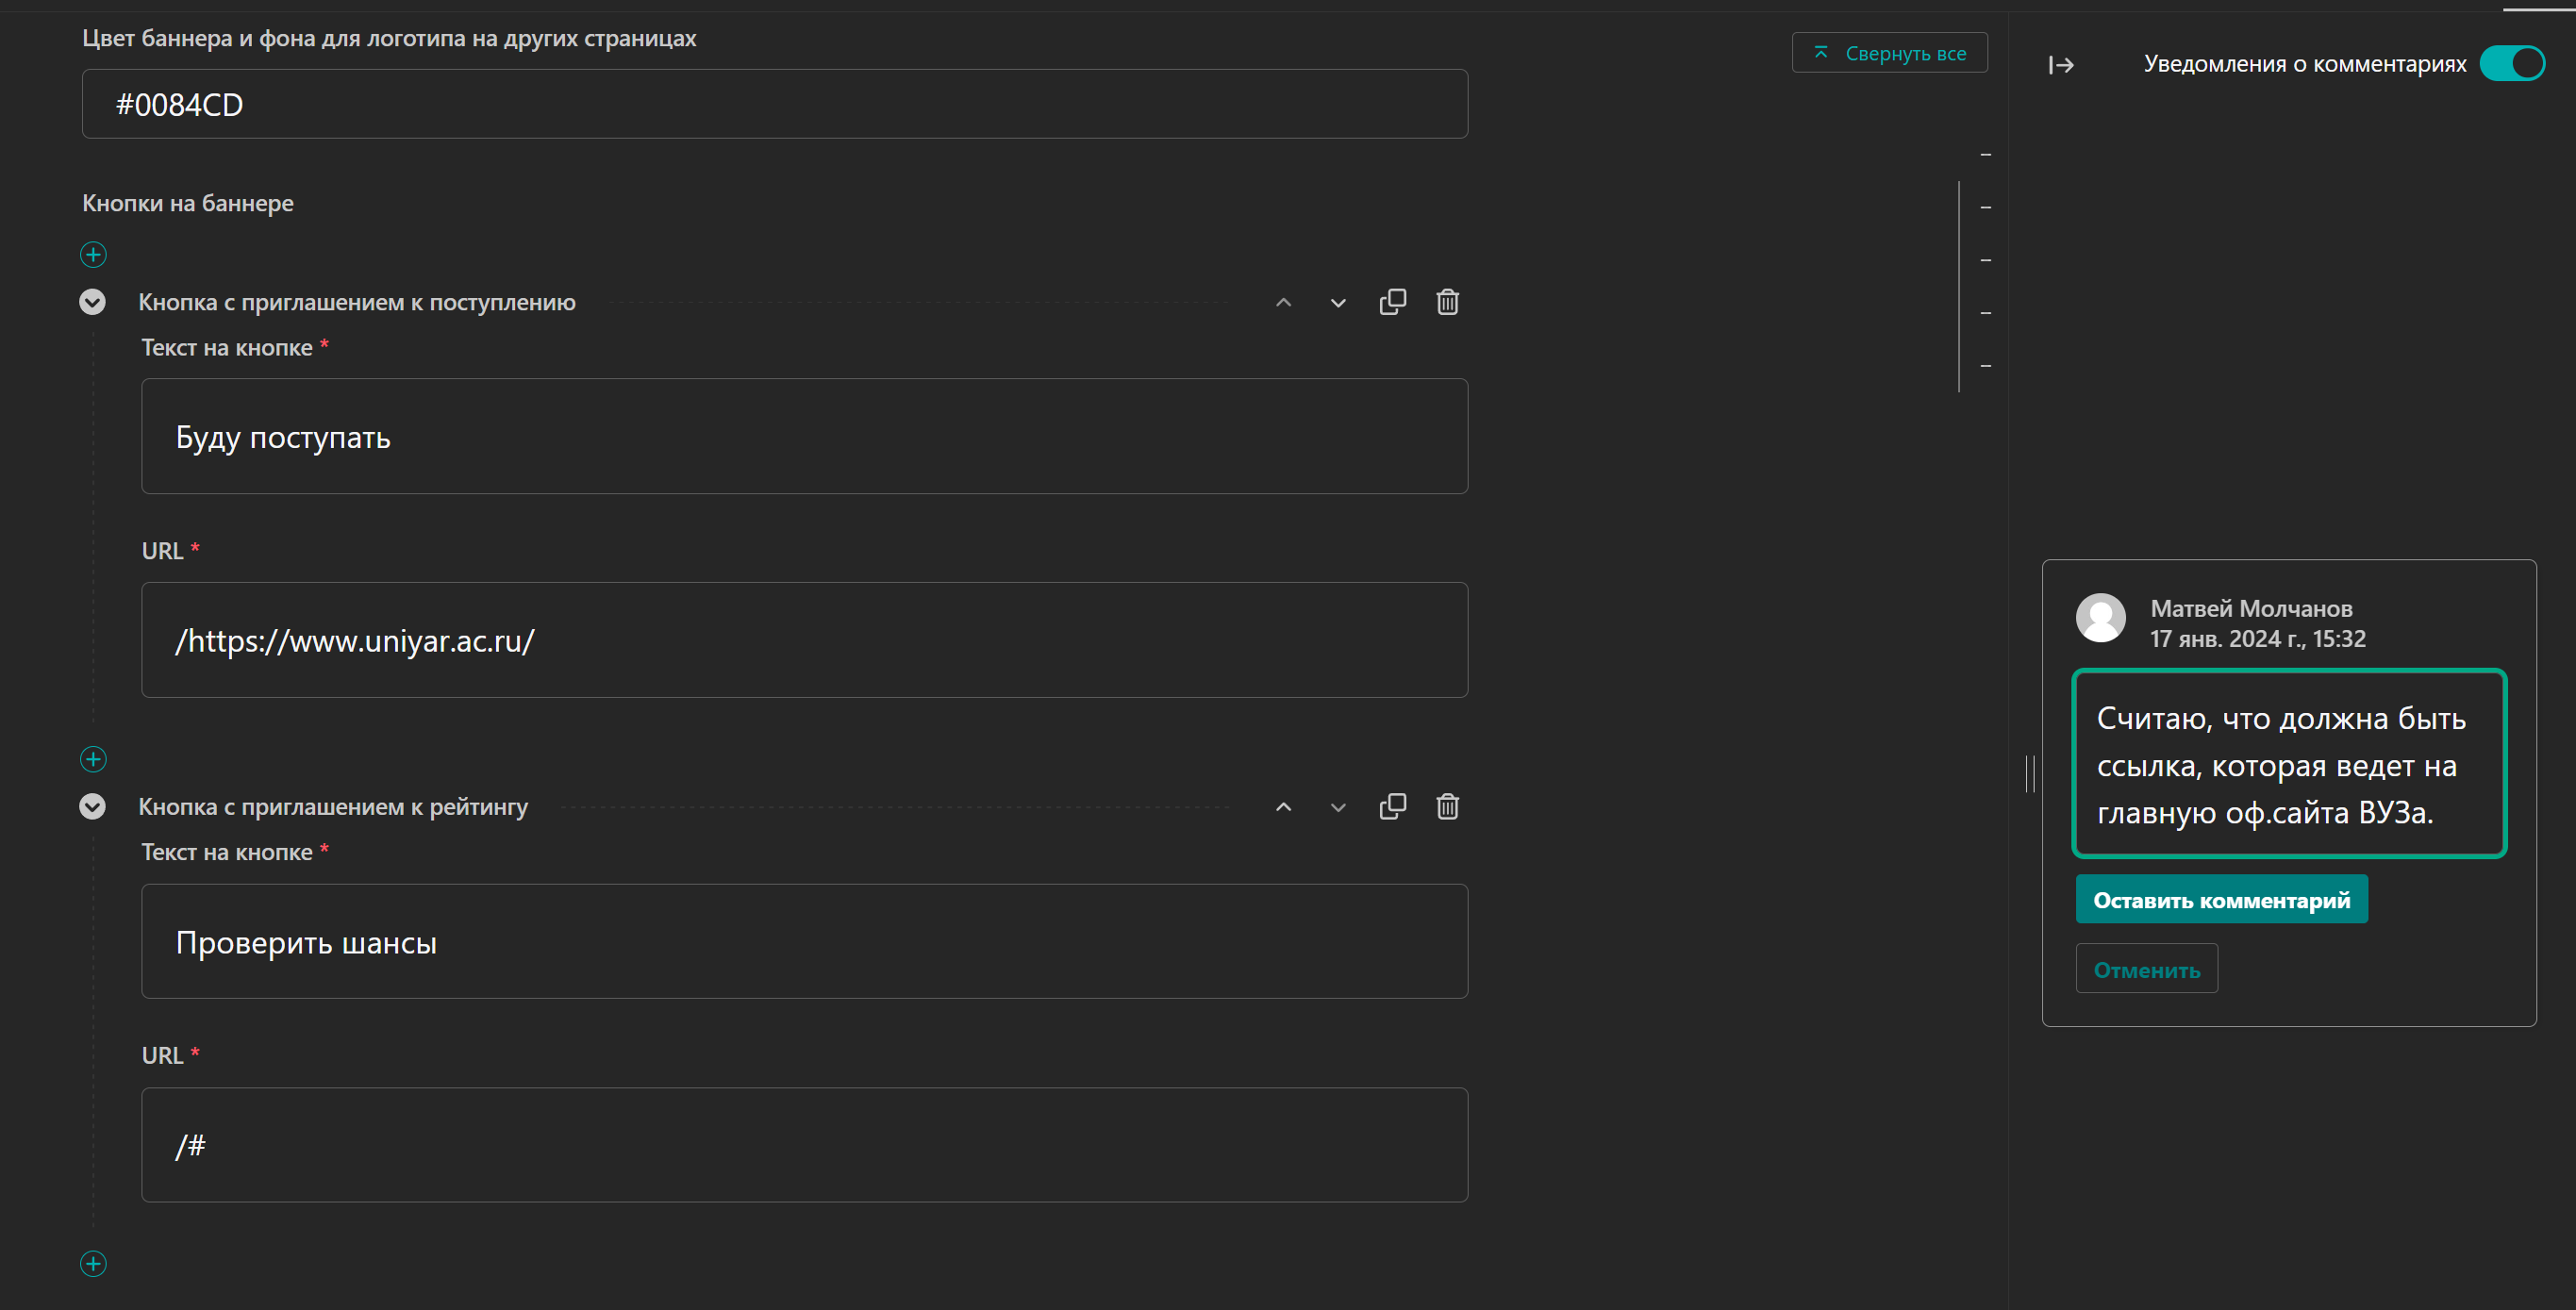 Цвет баннера и фона для логотипа на других страницах
#0084CD
Кнопки на баннере
Кнопка с приглашением к поступлению
Текст на кнопке *
Буду поступать
URL *
/https://www.uniyar.ac.ru/
Кнопка с приглашением к рейтингу
Текст на кнопке *
Проверить шансы
URL *
/#
Свернуть все
Уведомления о комментариях
Матвей Молчанов
17 янв. 2024 г., 15:32
Считаю, что должна быть
ссылка, которая ведет на
главную оф.сайта ВУЗа.
Оставить комментарий
Отменить